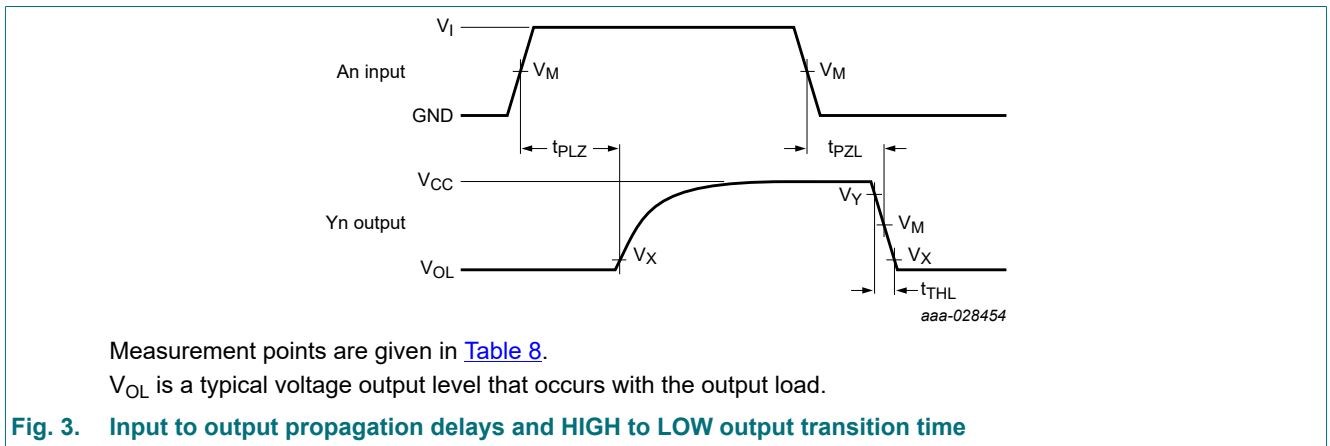 V_I
An input
V_M
V_M
GND
t_PLZ
t_PZL
V_CC
V_Y
Yn output
V_M
V_X
V_X
V_OL
t_THL
aaa-028454
Measurement points are given in Table 8.
V_OL is a typical voltage output level that occurs with the output load.
Fig. 3. Input to output propagation delays and HIGH to LOW output transition time